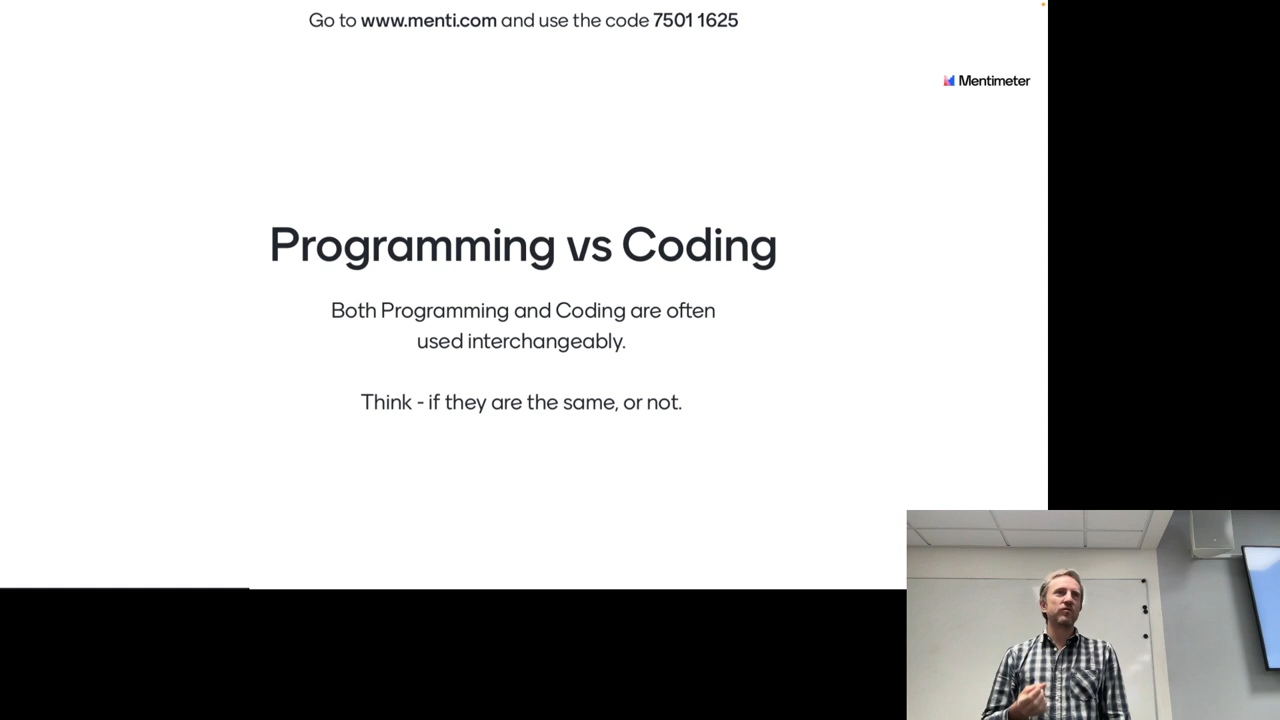 Go to www.menti.com and use the code 7501 1625
Mentimeter
Programming vs Coding
Both Programming and Coding are often
used interchangeably.
Think - if they are the same, or not.